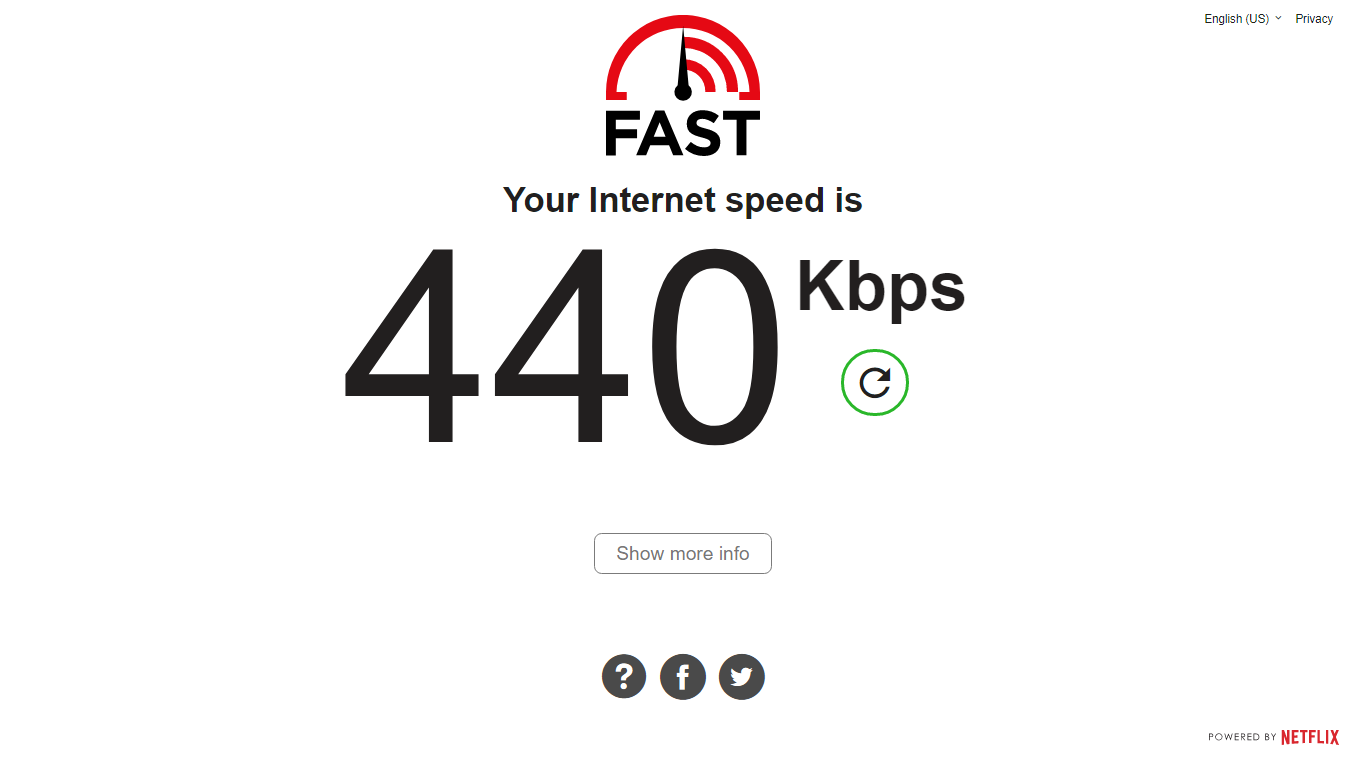 English (US) Privacy
FAST
Your Internet speed is
440 Kbps
Show more info
?
POWERED BY NETFLIX